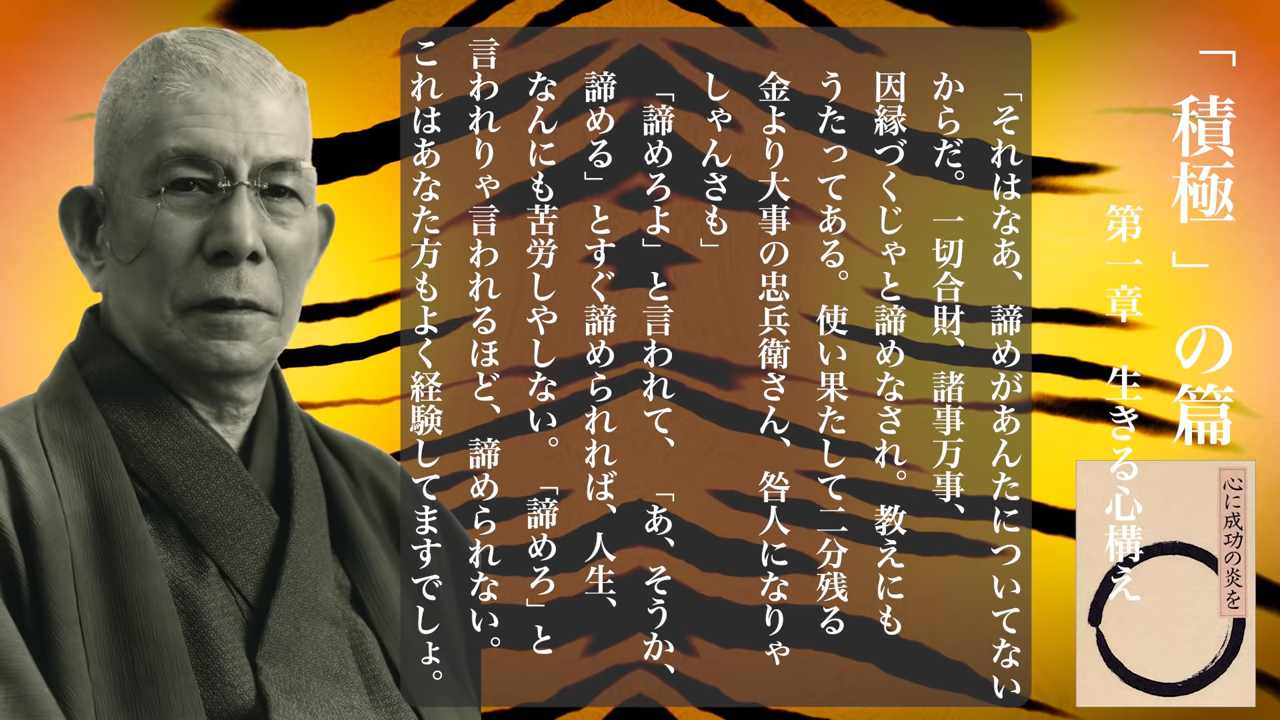 「積極」の篇
第一章　生きる心構え
「それはなあ、諦めがあんたについてない
からだ。一切合財、諸事万事、
因縁づくじゃと諦めなされ。教えにも
うたってある。使い果たして二分残る
金より大事の忠兵衛さん、咎人になりゃ
しゃんさも」
「諦めろよ」と言われて、「あ、そうか、
諦める」とすぐ諦められれば、人生、
なんにも苦労しやしない。「諦めろ」と
言われりゃ言われるほど、諦められない。
これはあなた方もよく経験してますでしょ。
心に成功の炎を